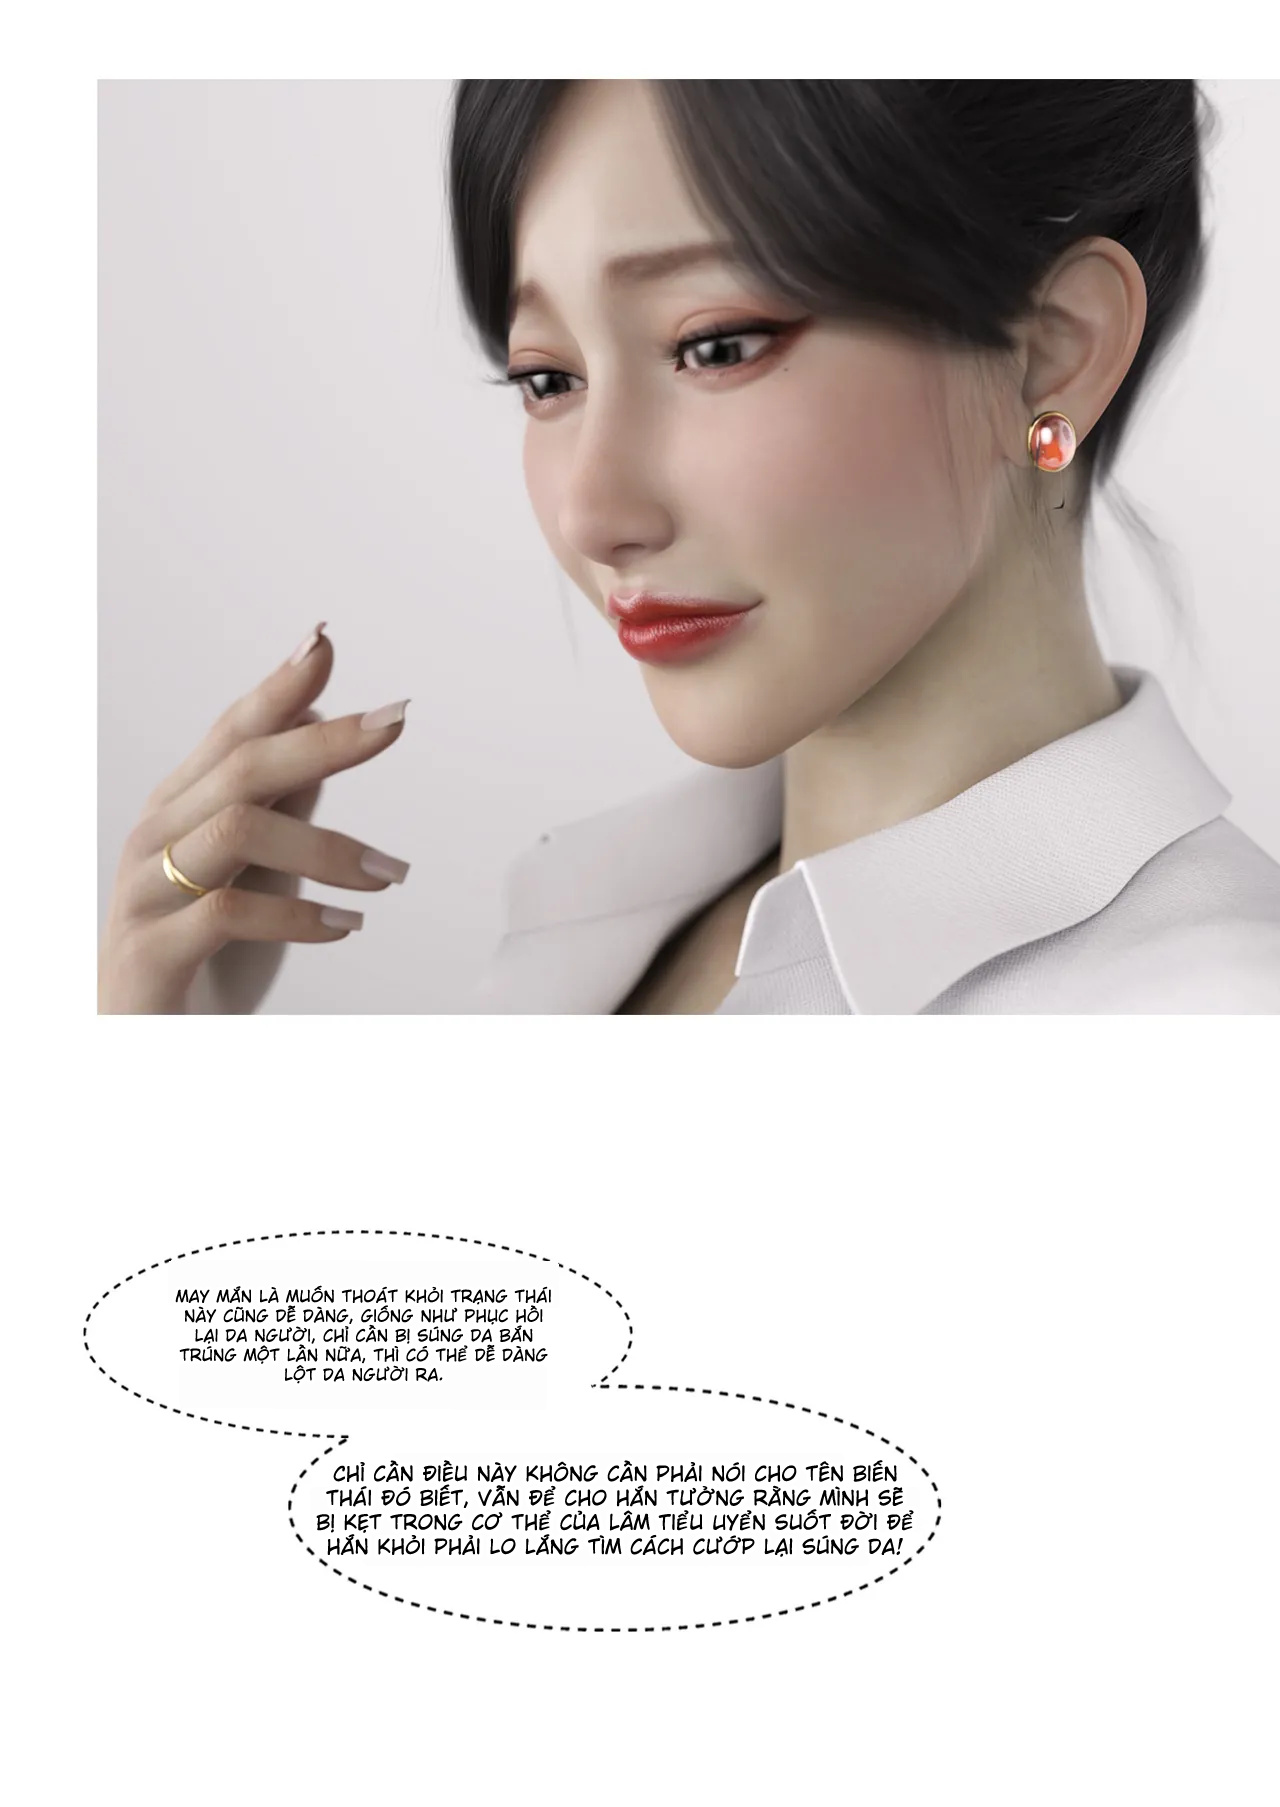 MAY MẮN LÀ MUỐN THOÁT KHỎI TRẠNG THÁI
NÀY CŨNG DỄ DÀNG, GIỐNG NHƯ PHỤC HỒI
LẠI DA NGƯỜI, CHỈ CẦN BỊ SÚNG DA BẮN
TRÚNG MỘT LẦN NỮA, THÌ CÓ THỂ DỄ DÀNG
LỘT DA NGƯỜI RA.
CHỈ CẦN ĐIỀU NÀY KHÔNG CẦN PHẢI NÓI CHO TÊN BIẾN
THÁI ĐÓ BIẾT, VẪN ĐỂ CHO HẮN TƯỞNG RẰNG MÌNH SẼ
BỊ KẸT TRONG CƠ THỂ CỦA LÂM TIỂU UYỂN SUỐT ĐỜI ĐỂ
HẮN KHỎI PHẢI LO LẮNG TÌM CÁCH CƯỚP LẠI SÚNG DA!